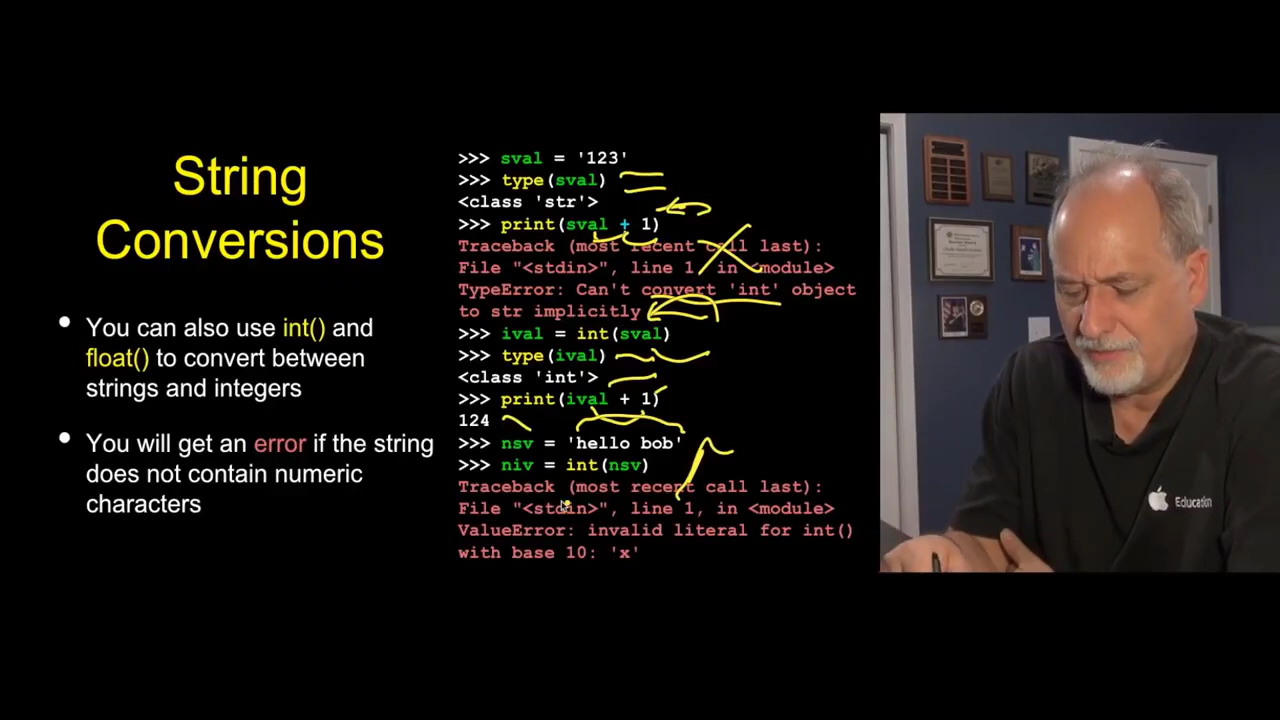 String
Conversions
• You can also use int() and
float() to convert between
strings and integers
• You will get an error if the string
does not contain numeric
characters
>>> sval = '123'
>>> type(sval)
<class 'str'>
>>> print(sval + 1)
Traceback (most recent call last):
File "<stdin>", line 1, in <module>
TypeError: Can't convert 'int' object
to str implicitly
>>> ival = int(sval)
>>> type(ival)
<class 'int'>
>>> print(ival + 1)
124
>>> nsv = 'hello bob'
>>> niv = int(nsv)
Traceback (most recent call last):
File "<stdin>", line 1, in <module>
ValueError: invalid literal for int()
with base 10: 'x'
Education